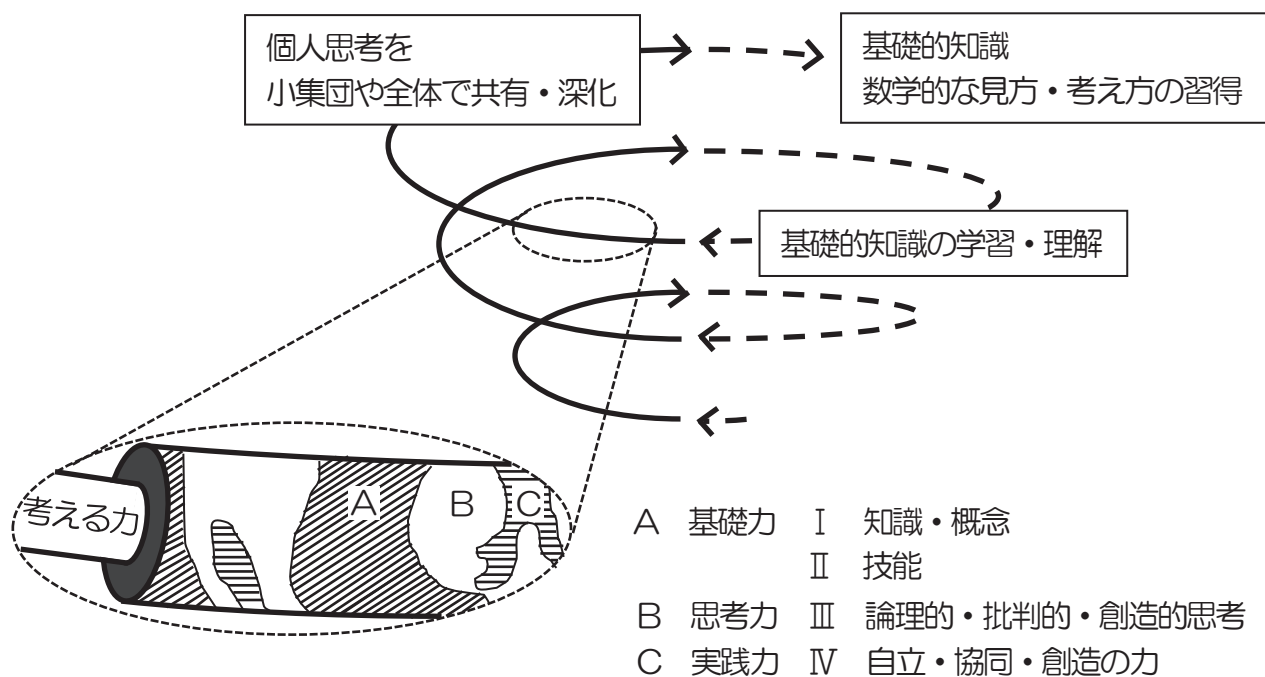 個人思考を
小集団や全体で共有・深化
基礎的知識
数学的な見方・考え方の習得
基礎的知識の学習・理解
考える力
A
B
C
A 基礎力 Ⅰ 知識・概念
Ⅱ 技能
B 思考力 Ⅲ 論理的・批判的・創造的思考
C 実践力 Ⅳ 自立・協同・創造の力